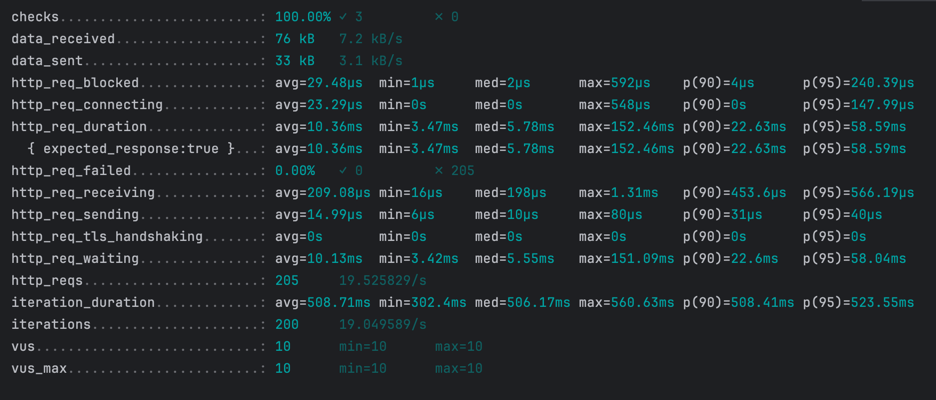 checks.........................: 100.00% ✓ 3 ✗ 0
data_received..................: 76 kB 7.2 kB/s
data_sent......................: 33 kB 3.1 kB/s
http_req_blocked...............: avg=29.48µs min=1µs med=2µs max=592µs p(90)=4µs p(95)=240.39µs
http_req_connecting............: avg=23.29µs min=0s med=0s max=548µs p(90)=0s p(95)=147.99µs
http_req_duration..............: avg=10.36ms min=3.47ms med=5.78ms max=152.46ms p(90)=22.63ms p(95)=58.59ms
{ expected_response:true }...: avg=10.36ms min=3.47ms med=5.78ms max=152.46ms p(90)=22.63ms p(95)=58.59ms
http_req_failed................: 0.00% ✓ 0 ✗ 205
http_req_receiving.............: avg=209.08µs min=16µs med=198µs max=1.31ms p(90)=453.6µs p(95)=566.19µs
http_req_sending...............: avg=14.99µs min=6µs med=10µs max=80µs p(90)=31µs p(95)=40µs
http_req_tls_handshaking.......: avg=0s min=0s med=0s max=0s p(90)=0s p(95)=0s
http_req_waiting...............: avg=10.13ms min=3.42ms med=5.55ms max=151.09ms p(90)=22.6ms p(95)=58.04ms
http_reqs......................: 205 19.525829/s
iteration_duration.............: avg=508.71ms min=302.4ms med=506.17ms max=560.63ms p(90)=508.41ms p(95)=523.55ms
iterations.....................: 200 19.049589/s
vus............................: 10 min=10 max=10
vus_max........................: 10 min=10 max=10